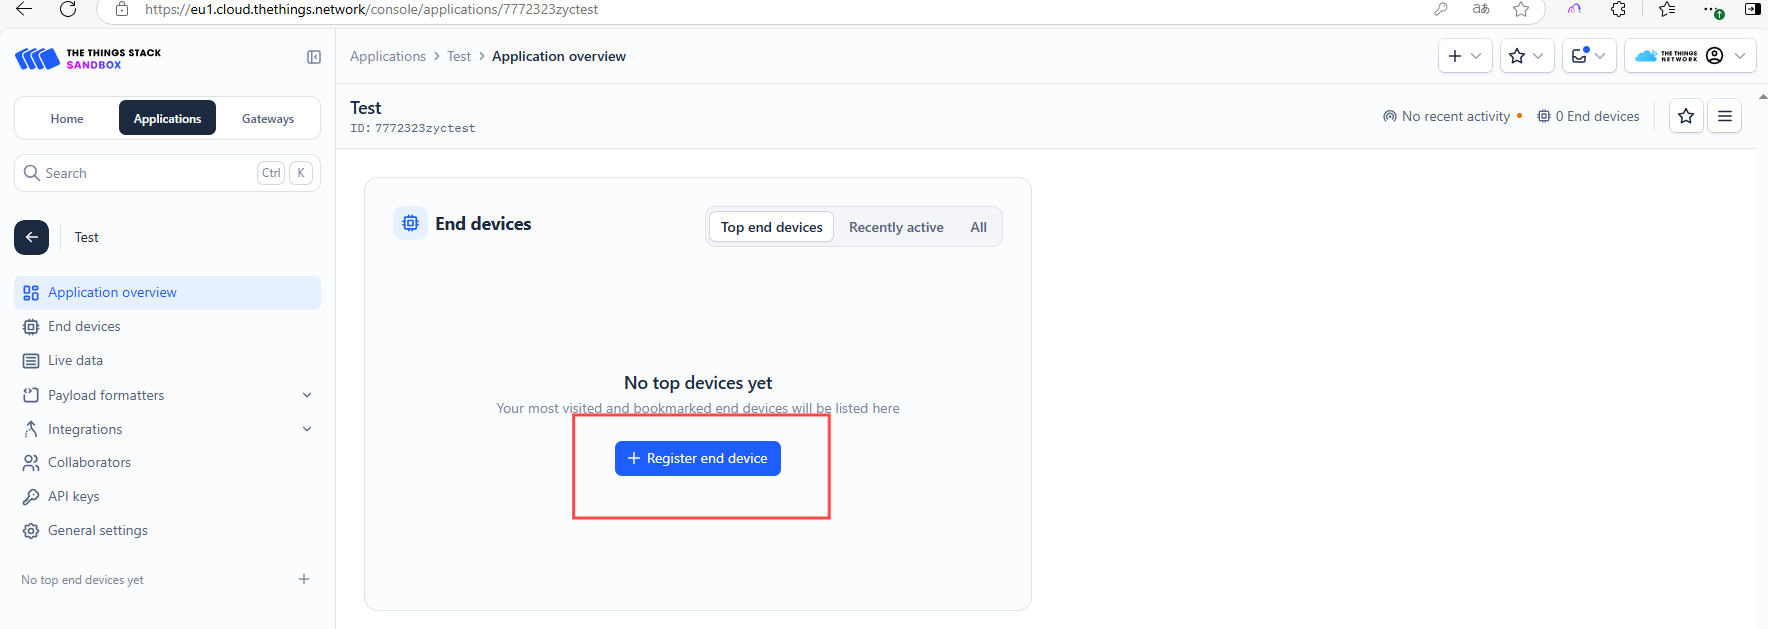 https://eu1.cloud.thethings.network/console/applications/7772323zyctest
aあ
THE THINGS STACK
SANDBOX
Applications > Test > Application overview
THE THINGS
NETWORK
Home
Applications
Gateways
Test
ID: 7772323zyctest
No recent activity
0 End devices
Search
Ctrl
K
Test
End devices
Top end devices
Recently active
All
Application overview
End devices
Live data
Payload formatters
Integrations
Collaborators
API keys
General settings
No top end devices yet
No top devices yet
Your most visited and bookmarked end devices will be listed here
Register end device